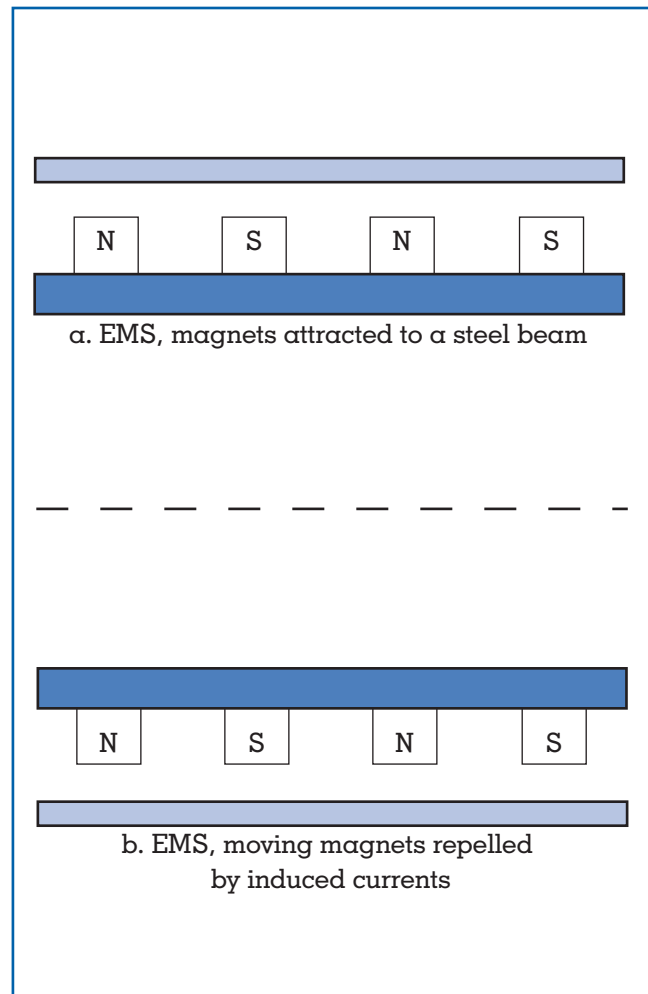 N S N S
a. EMS, magnets attracted to a steel beam
N S N S
b. EMS, moving magnets repelled
by induced currents